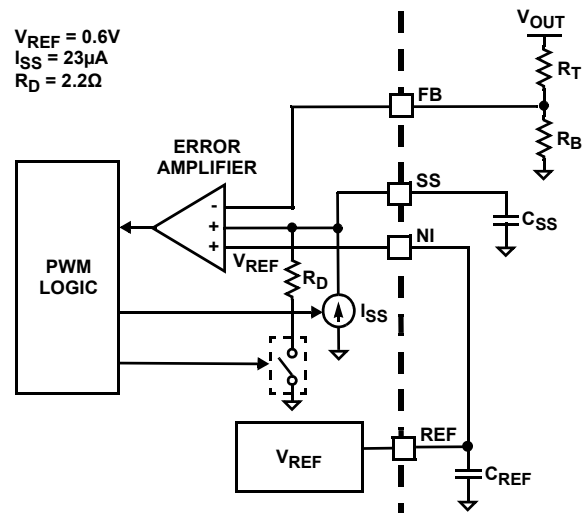 V_REF = 0.6V
I_SS = 23µA
R_D = 2.2Ω
V_OUT
R_T
FB
R_B
ERROR
AMPLIFIER
-
SS
+
C_SS
+
NI
V_REF
PWM
LOGIC
R_D
I_SS
V_REF
REF
C_REF